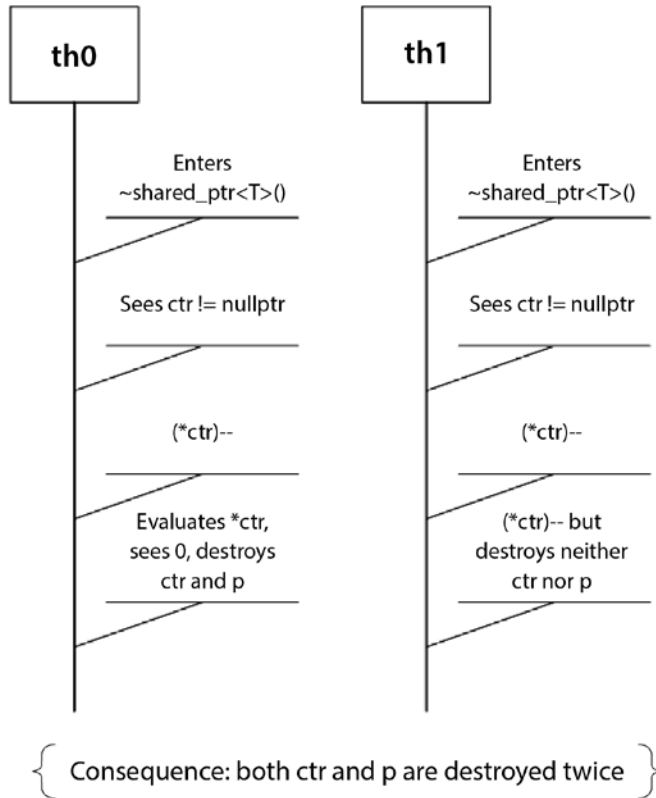 th0
th1
Enters
~shared_ptr<T>()
Enters
~shared_ptr<T>()
Sees ctr != nullptr
Sees ctr != nullptr
(*ctr)--
(*ctr)--
Evaluates *ctr,
sees 0, destroys
ctr and p
(*ctr)-- but
destroys neither
ctr nor p
Consequence: both ctr and p are destroyed twice